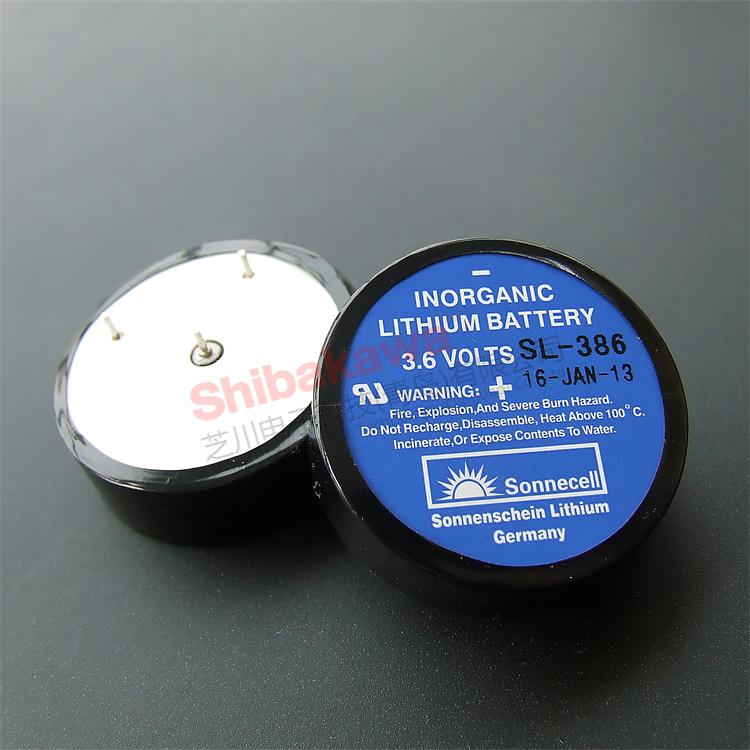 –
INORGANIC
LITHIUM BATTERY
3.6 VOLTS SL-386
WARNING: + 16-JAN-13
Fire, Explosion,And Severe Burn Hazard.
Do Not Recharge,Disassemble, Heat Above 100°C.
Incinerate,Or Expose Contents To Water.
Sonnecell
Sonnenschein Lithium
Germany
Shibakawa
芝川电子